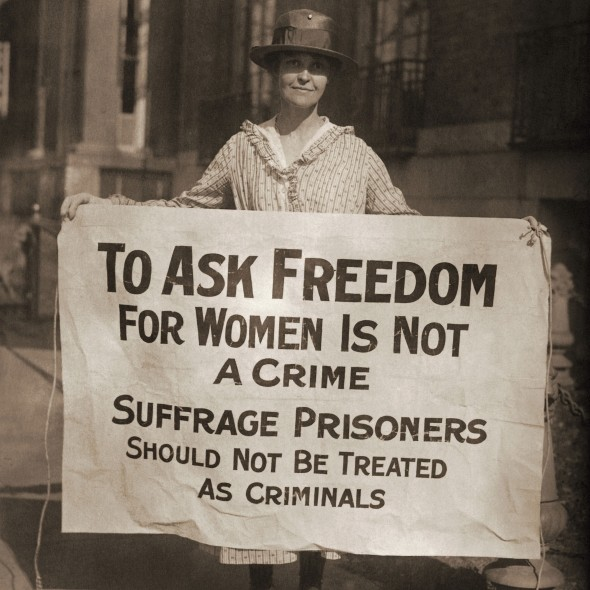 TO ASK FREEDOM
FOR WOMEN IS NOT
A CRIME
SUFFRAGE PRISONERS
SHOULD NOT BE TREATED
AS CRIMINALS